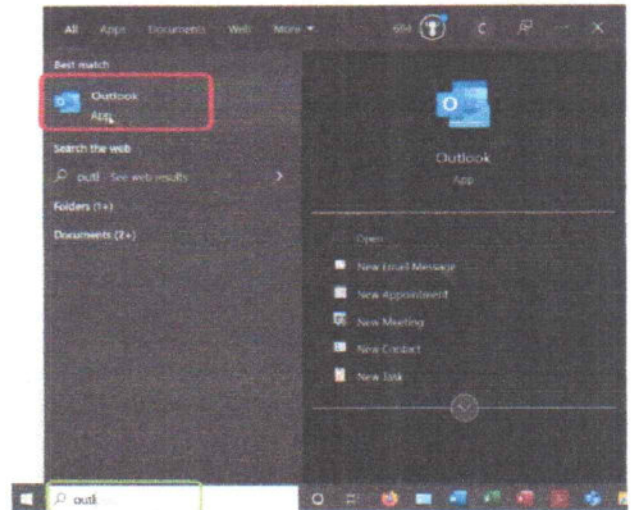 All Apps Documents Web More
Best match
Outlook
App
Search the web
outl - See web results
Folders (1+)
Documents (2+)
Outlook
App
Open
New Email Message
New Appointment
New Meeting
New Contact
New Task
outl